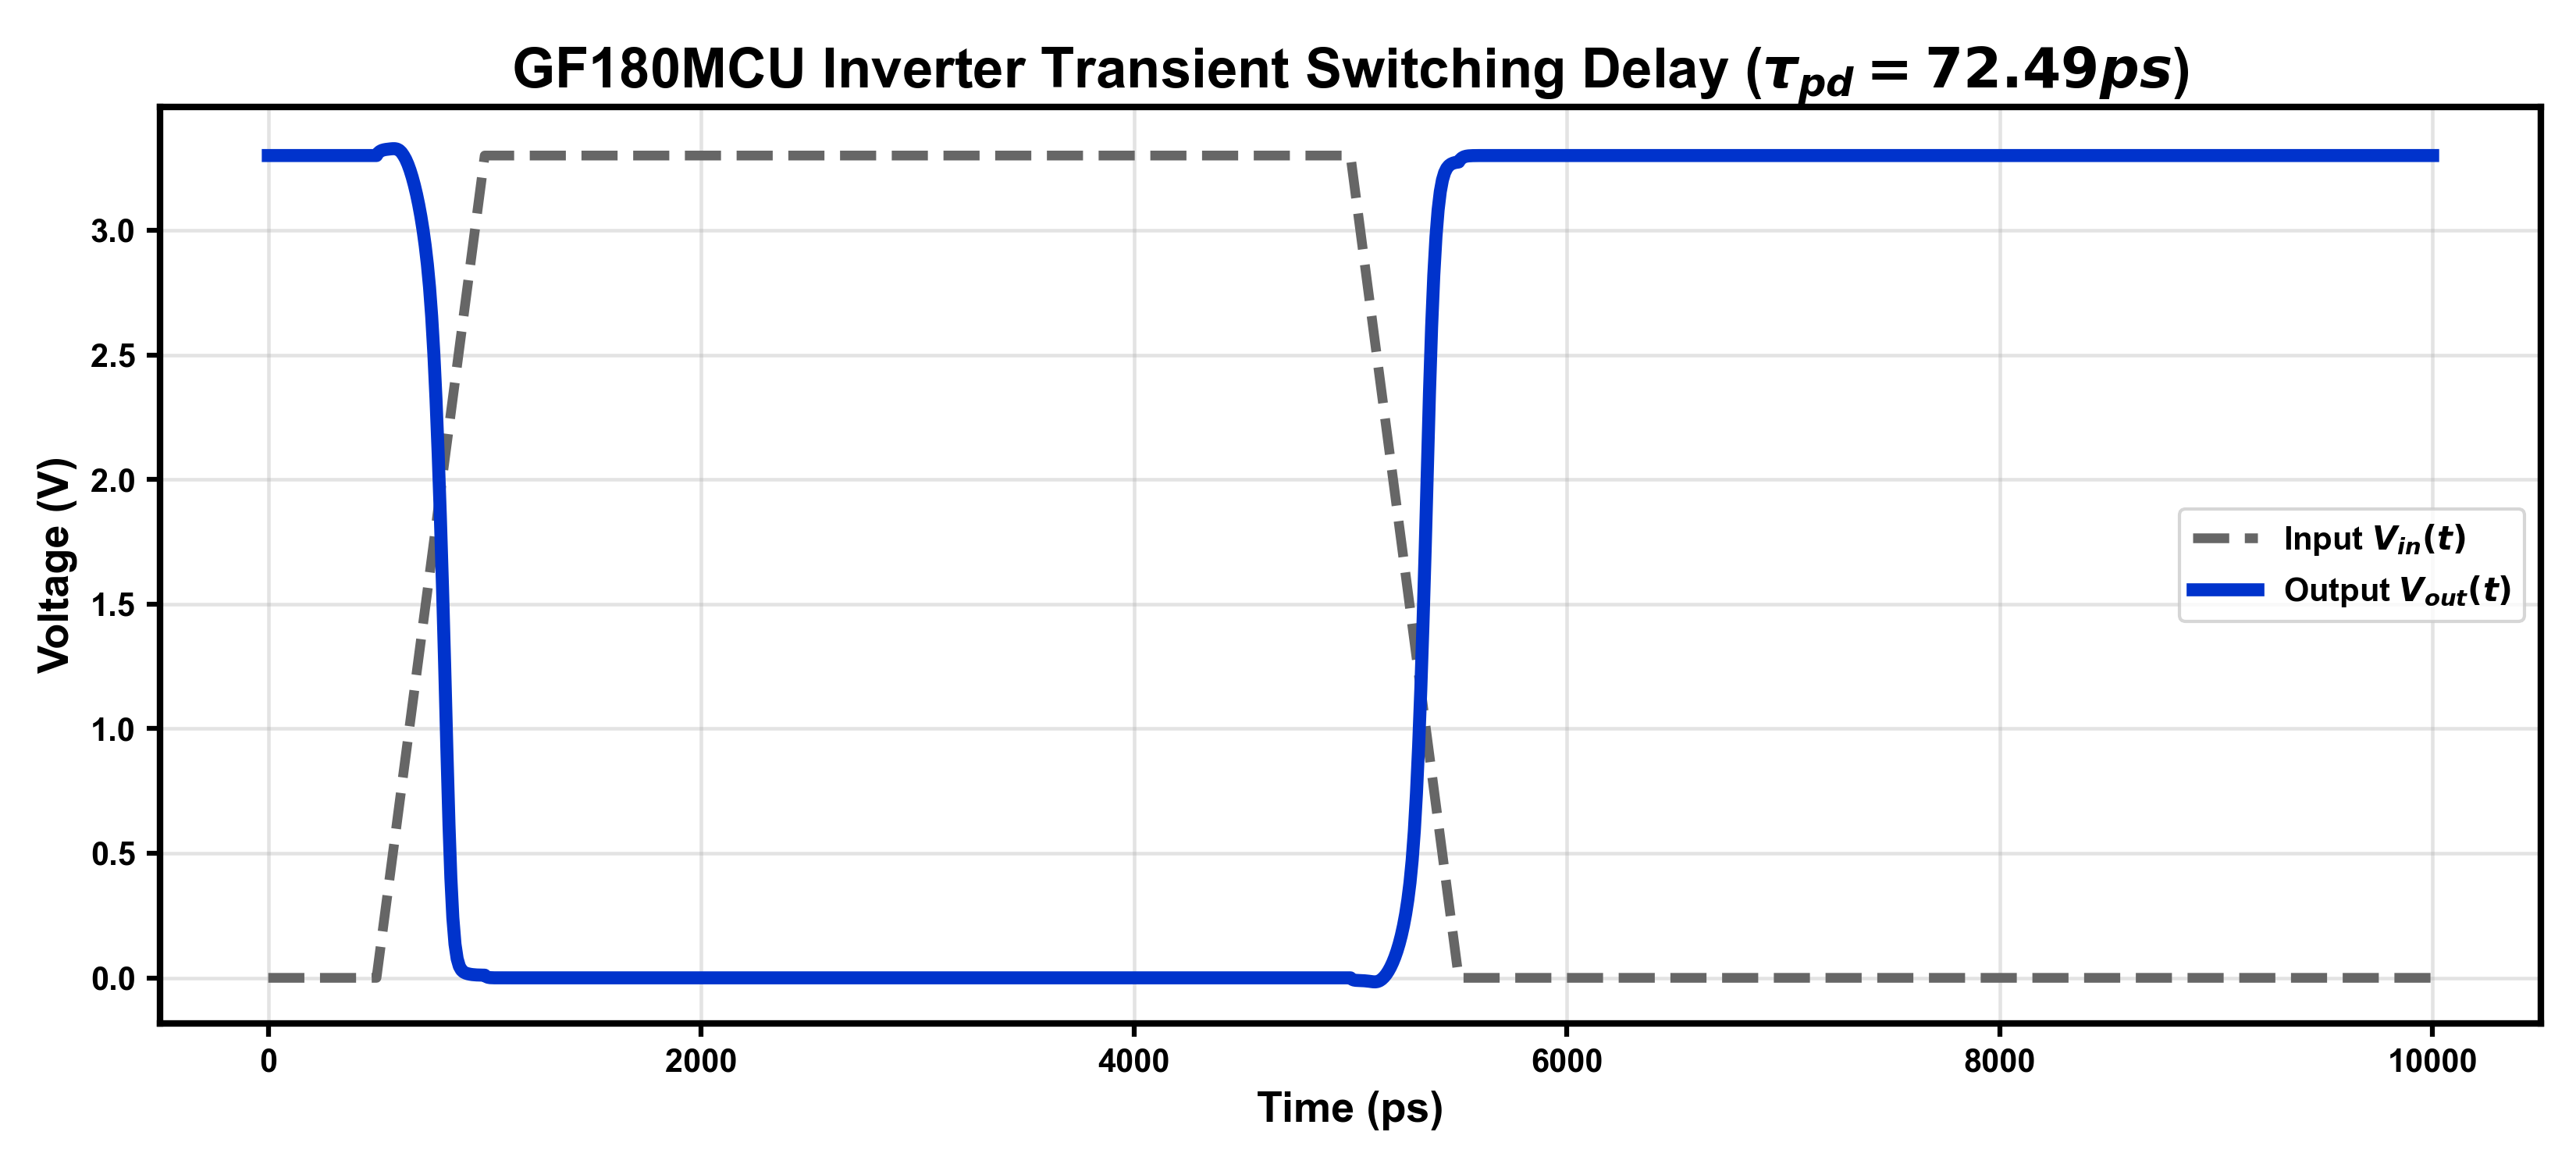 GF180MCU Inverter Transient Switching Delay (τpd = 72.49ps)
Voltage (V)
3.0
2.5
2.0
1.5
1.0
0.5
0.0
Input Vin(t)
Output Vout(t)
0 2000 4000 6000 8000 10000
Time (ps)